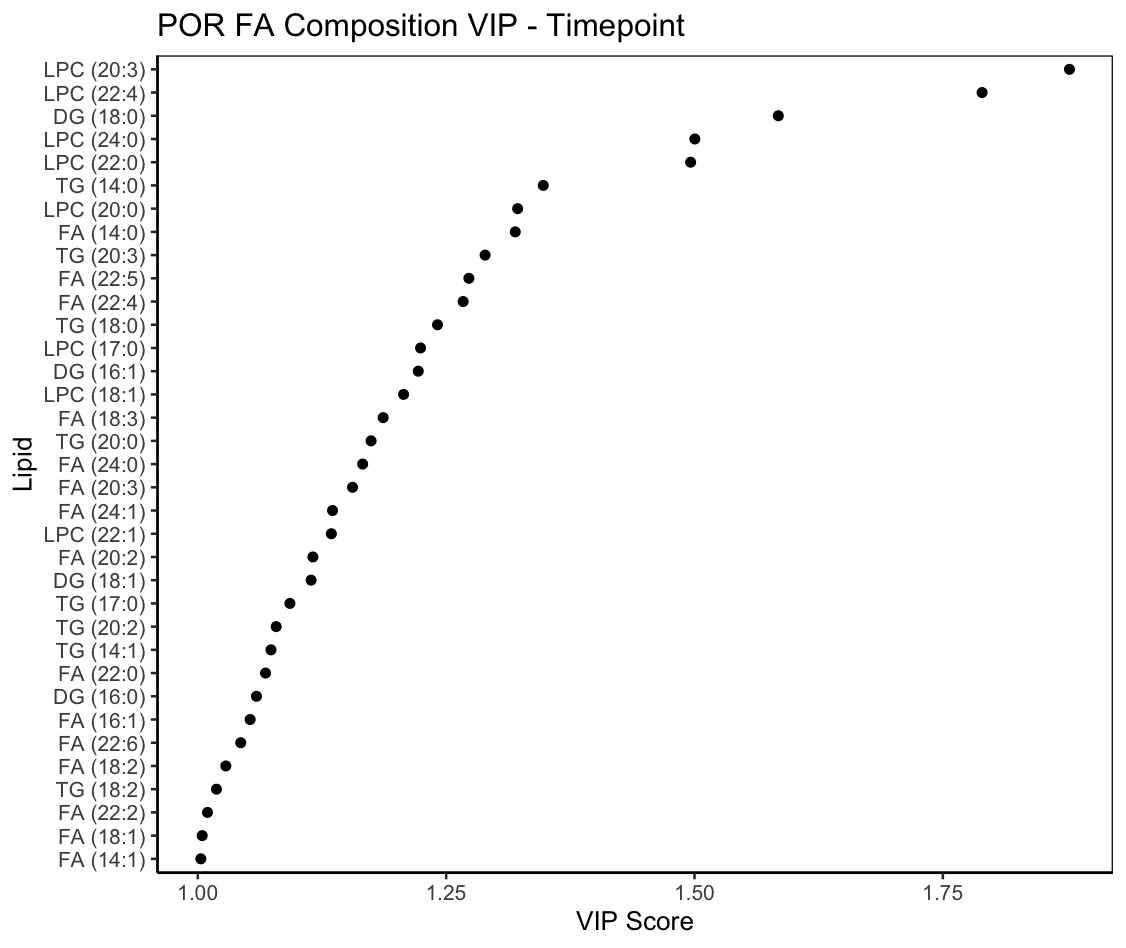 POR FA Composition VIP - Timepoint
LPC (20:3)
LPC (22:4)
DG (18:0)
LPC (24:0)
LPC (22:0)
TG (14:0)
LPC (20:0)
FA (14:0)
TG (20:3)
FA (22:5)
FA (22:4)
TG (18:0)
LPC (17:0)
DG (16:1)
LPC (18:1)
FA (18:3)
TG (20:0)
FA (24:0)
FA (20:3)
FA (24:1)
LPC (22:1)
FA (20:2)
DG (18:1)
TG (17:0)
TG (20:2)
TG (14:1)
FA (22:0)
DG (16:0)
FA (16:1)
FA (22:6)
FA (18:2)
TG (18:2)
FA (22:2)
FA (18:1)
FA (14:1)
Lipid
1.00 1.25 1.50 1.75
VIP Score